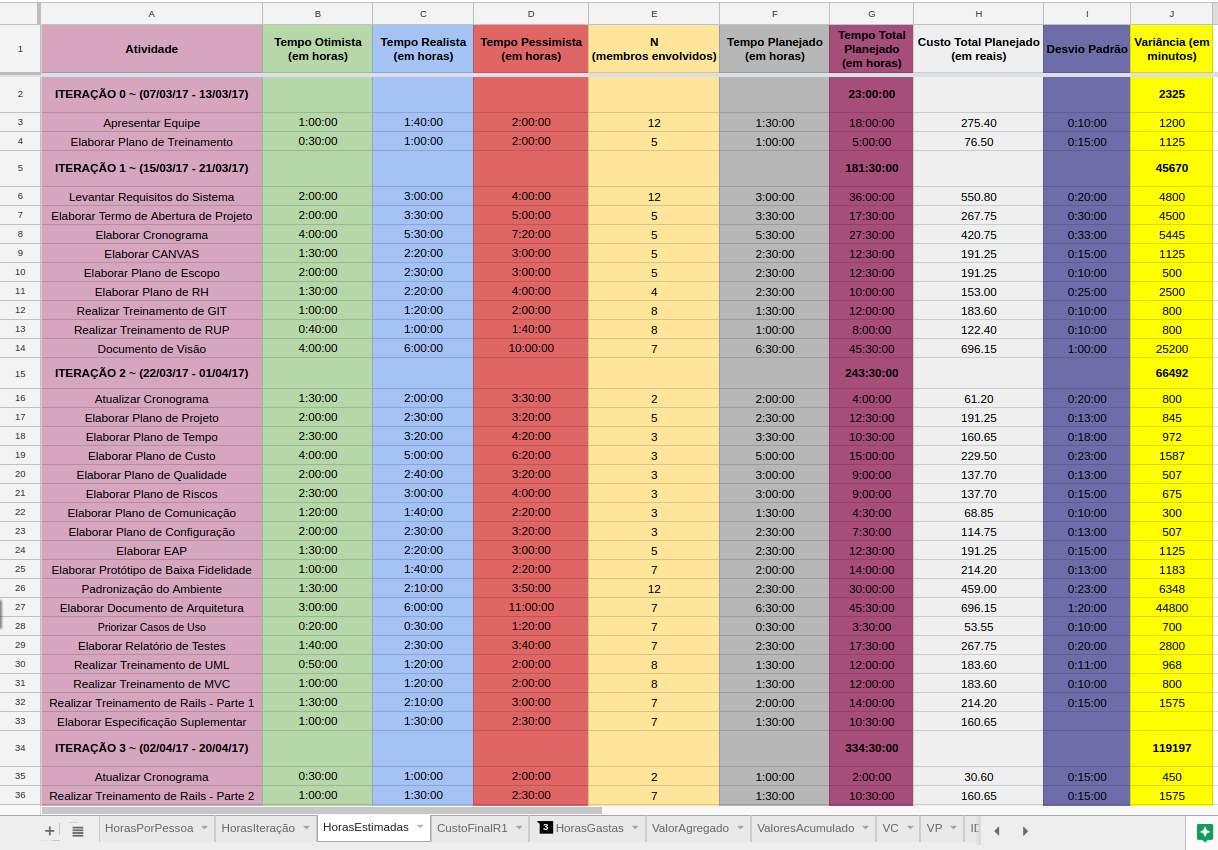 A B C D E F G H I J
1 Atividade Tempo Otimista (em horas) Tempo Realista (em horas) Tempo Pessimista (em horas) N (membros envolvidos) Tempo Planejado (em horas) Tempo Total Planejado (em horas) Custo Total Planejado (em reais) Desvio Padrão Variância (em minutos)
2 ITERAÇÃO 0 ~ (07/03/17 - 13/03/17) 23:00:00 2325
3 Apresentar Equipe 1:00:00 1:40:00 2:00:00 12 1:30:00 18:00:00 275.40 0:10:00 1200
4 Elaborar Plano de Treinamento 0:30:00 1:00:00 2:00:00 5 1:00:00 5:00:00 76.50 0:15:00 1125
5 ITERAÇÃO 1 ~ (15/03/17 - 21/03/17) 181:30:00 45670
6 Levantar Requisitos do Sistema 2:00:00 3:00:00 4:00:00 12 3:00:00 36:00:00 550.80 0:20:00 4800
7 Elaborar Termo de Abertura de Projeto 2:00:00 3:30:00 5:00:00 5 3:30:00 17:30:00 267.75 0:30:00 4500
8 Elaborar Cronograma 4:00:00 5:30:00 7:20:00 5 5:30:00 27:30:00 420.75 0:33:00 5445
9 Elaborar CANVAS 1:30:00 2:20:00 3:00:00 5 2:30:00 12:30:00 191.25 0:15:00 1125
10 Elaborar Plano de Escopo 2:00:00 2:30:00 3:00:00 5 2:30:00 12:30:00 191.25 0:10:00 500
11 Elaborar Plano de RH 1:30:00 2:20:00 4:00:00 4 2:30:00 10:00:00 153.00 0:25:00 2500
12 Realizar Treinamento de GIT 1:00:00 1:20:00 2:00:00 8 1:30:00 12:00:00 183.60 0:10:00 800
13 Realizar Treinamento de RUP 0:40:00 1:00:00 1:40:00 8 1:00:00 8:00:00 122.40 0:10:00 800
14 Documento de Visão 4:00:00 6:00:00 10:00:00 7 6:30:00 45:30:00 696.15 1:00:00 25200
15 ITERAÇÃO 2 ~ (22/03/17 - 01/04/17) 243:30:00 66492
16 Atualizar Cronograma 1:30:00 2:00:00 3:30:00 2 2:00:00 4:00:00 61.20 0:20:00 800
17 Elaborar Plano de Projeto 2:00:00 2:30:00 3:20:00 5 2:30:00 12:30:00 191.25 0:13:00 845
18 Elaborar Plano de Tempo 2:30:00 3:20:00 4:20:00 3 3:30:00 10:30:00 160.65 0:18:00 972
19 Elaborar Plano de Custo 4:00:00 5:00:00 6:20:00 3 5:00:00 15:00:00 229.50 0:23:00 1587
20 Elaborar Plano de Qualidade 2:00:00 2:40:00 3:20:00 3 3:00:00 9:00:00 137.70 0:13:00 507
21 Elaborar Plano de Riscos 2:30:00 3:00:00 4:00:00 3 3:00:00 9:00:00 137.70 0:15:00 675
22 Elaborar Plano de Comunicação 1:20:00 1:40:00 2:20:00 3 1:30:00 4:30:00 68.85 0:10:00 300
23 Elaborar Plano de Configuração 2:00:00 2:30:00 3:20:00 3 2:30:00 7:30:00 114.75 0:13:00 507
24 Elaborar EAP 1:30:00 2:20:00 3:00:00 5 2:30:00 12:30:00 191.25 0:15:00 1125
25 Elaborar Protótipo de Baixa Fidelidade 1:00:00 1:40:00 2:20:00 7 2:00:00 14:00:00 214.20 0:13:00 1183
26 Padronização do Ambiente 1:30:00 2:10:00 3:50:00 12 2:30:00 30:00:00 459.00 0:23:00 6348
27 Elaborar Documento de Arquitetura 3:00:00 6:00:00 11:00:00 7 6:30:00 45:30:00 696.15 1:20:00 44800
28 Priorizar Casos de Uso 0:20:00 0:30:00 1:20:00 7 0:30:00 3:30:00 53.55 0:10:00 700
29 Elaborar Relatório de Testes 1:40:00 2:30:00 3:40:00 7 2:30:00 17:30:00 267.75 0:20:00 2800
30 Realizar Treinamento de UML 0:50:00 1:20:00 2:00:00 8 1:30:00 12:00:00 183.60 0:11:00 968
31 Realizar Treinamento de MVC 1:00:00 1:20:00 2:00:00 8 1:30:00 12:00:00 183.60 0:10:00 800
32 Realizar Treinamento de Rails - Parte 1 1:30:00 2:10:00 3:00:00 7 2:00:00 14:00:00 214.20 0:15:00 1575
33 Elaborar Especificação Suplementar 1:00:00 1:30:00 2:30:00 7 1:30:00 10:30:00 160.65
34 ITERAÇÃO 3 ~ (02/04/17 - 20/04/17) 334:30:00 119197
35 Atualizar Cronograma 0:30:00 1:00:00 2:00:00 2 1:00:00 2:00:00 30.60 0:15:00 450
36 Realizar Treinamento de Rails - Parte 2 1:00:00 1:30:00 2:30:00 7 1:30:00 10:30:00 160.65 0:15:00 1575
HorasPorPessoa HorasIteração HorasEstimadas CustoFinalR1 3 HorasGastas ValorAgregado ValoresAcumulado VC VP